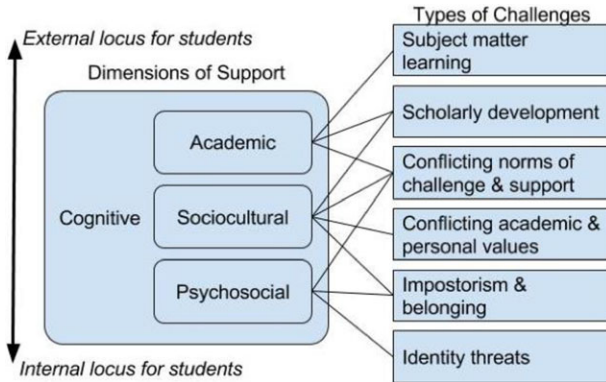 Types of Challenges
External locus for students
Dimensions of Support
Cognitive
Academic
Sociocultural
Psychosocial
Subject matter
learning
Scholarly development
Conflicting norms of
challenge & support
Conflicting academic &
personal values
Impostorism &
belonging
Identity threats
Internal locus for students